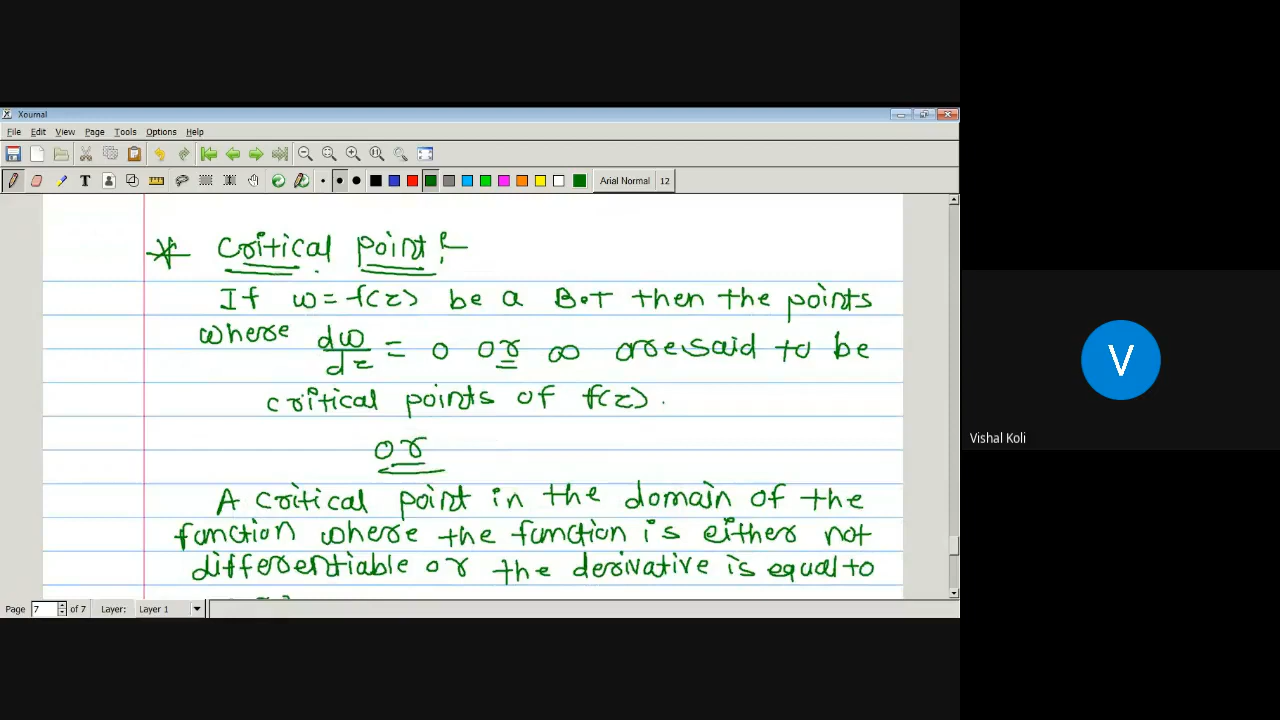 Xournal
File Edit View Page Tools Options Help
T Arial Normal 12
* Critical point :-
If w = f(z) be a BOT then the points
where dw/dz = 0 or ∞ are said to be
critical points of f(z).
or
A critical point in the domain of the
function where the function is either not
differentiable or the derivative is equal to
Page 7 of 7 Layer: Layer 1
V
Vishal Koli